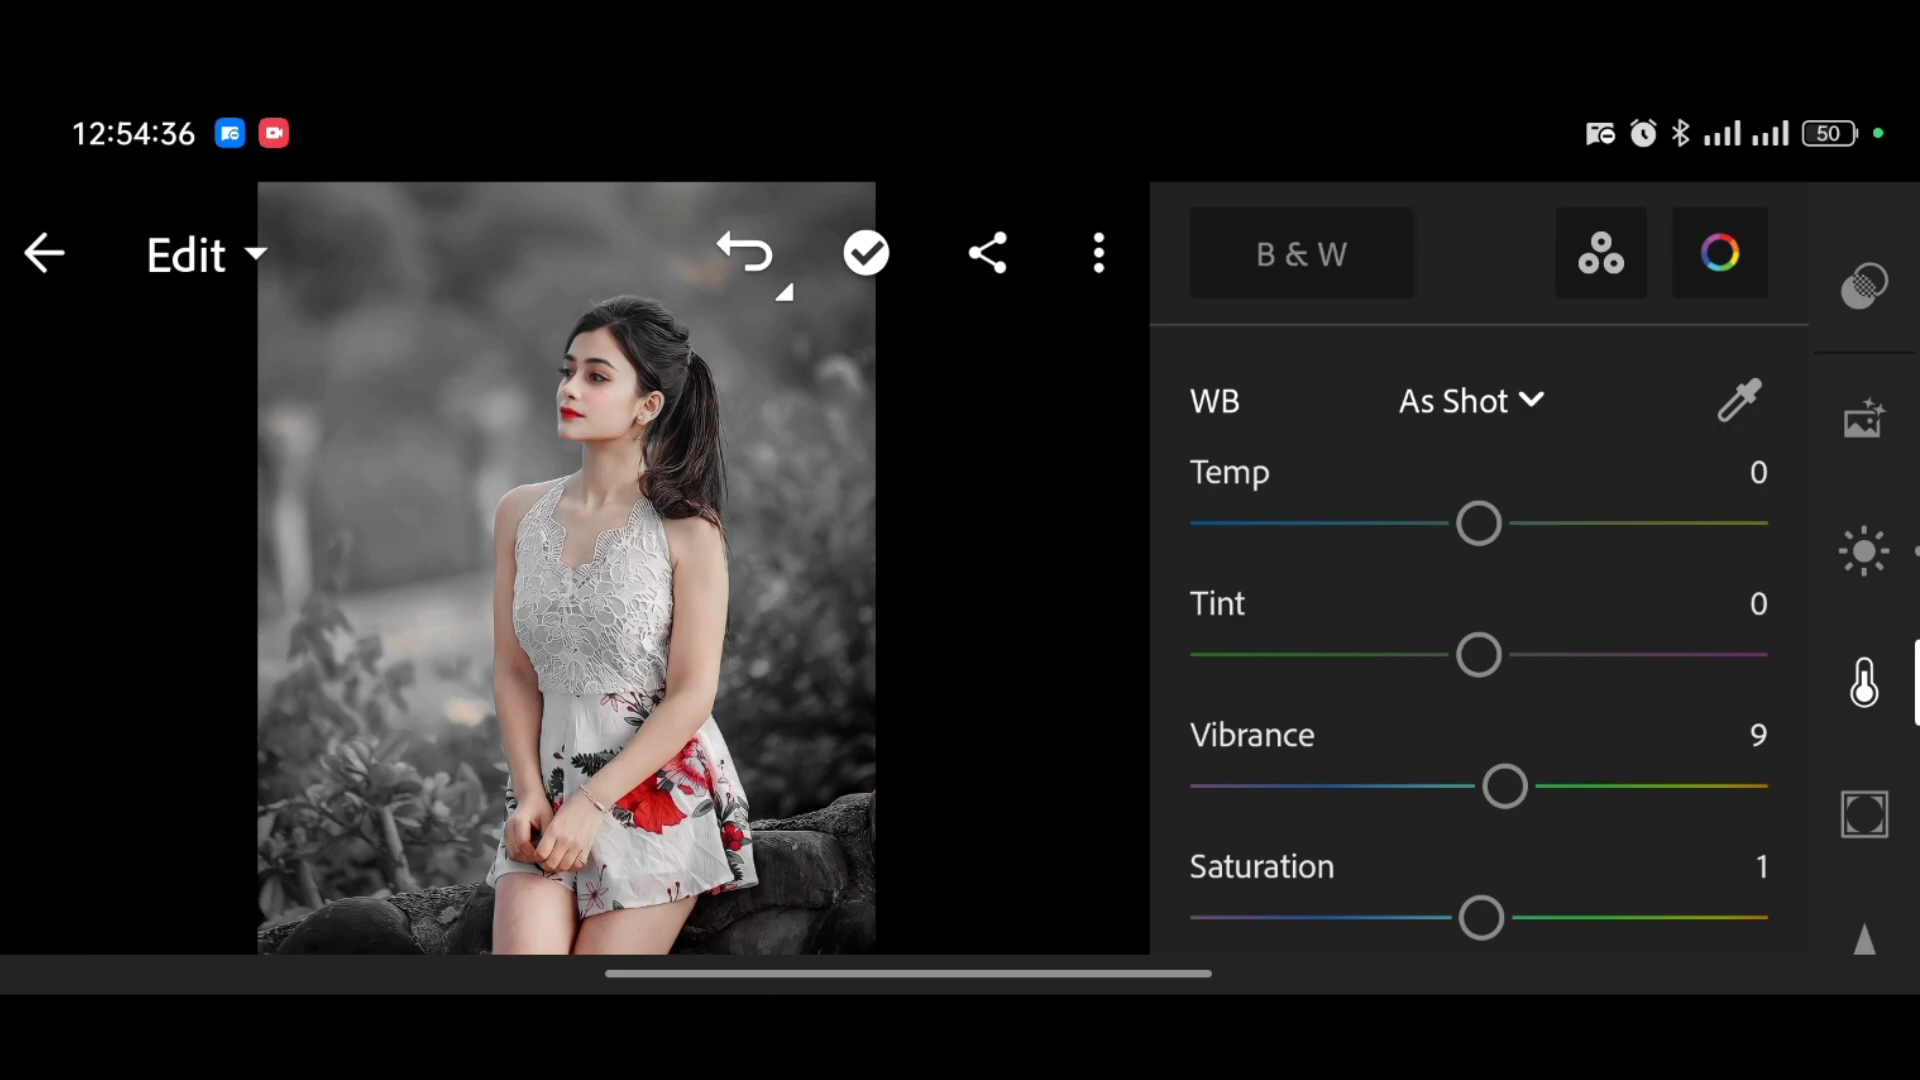 12:54:36
50
Edit
B & W
WB
As Shot
Temp
0
Tint
0
Vibrance
9
Saturation
1